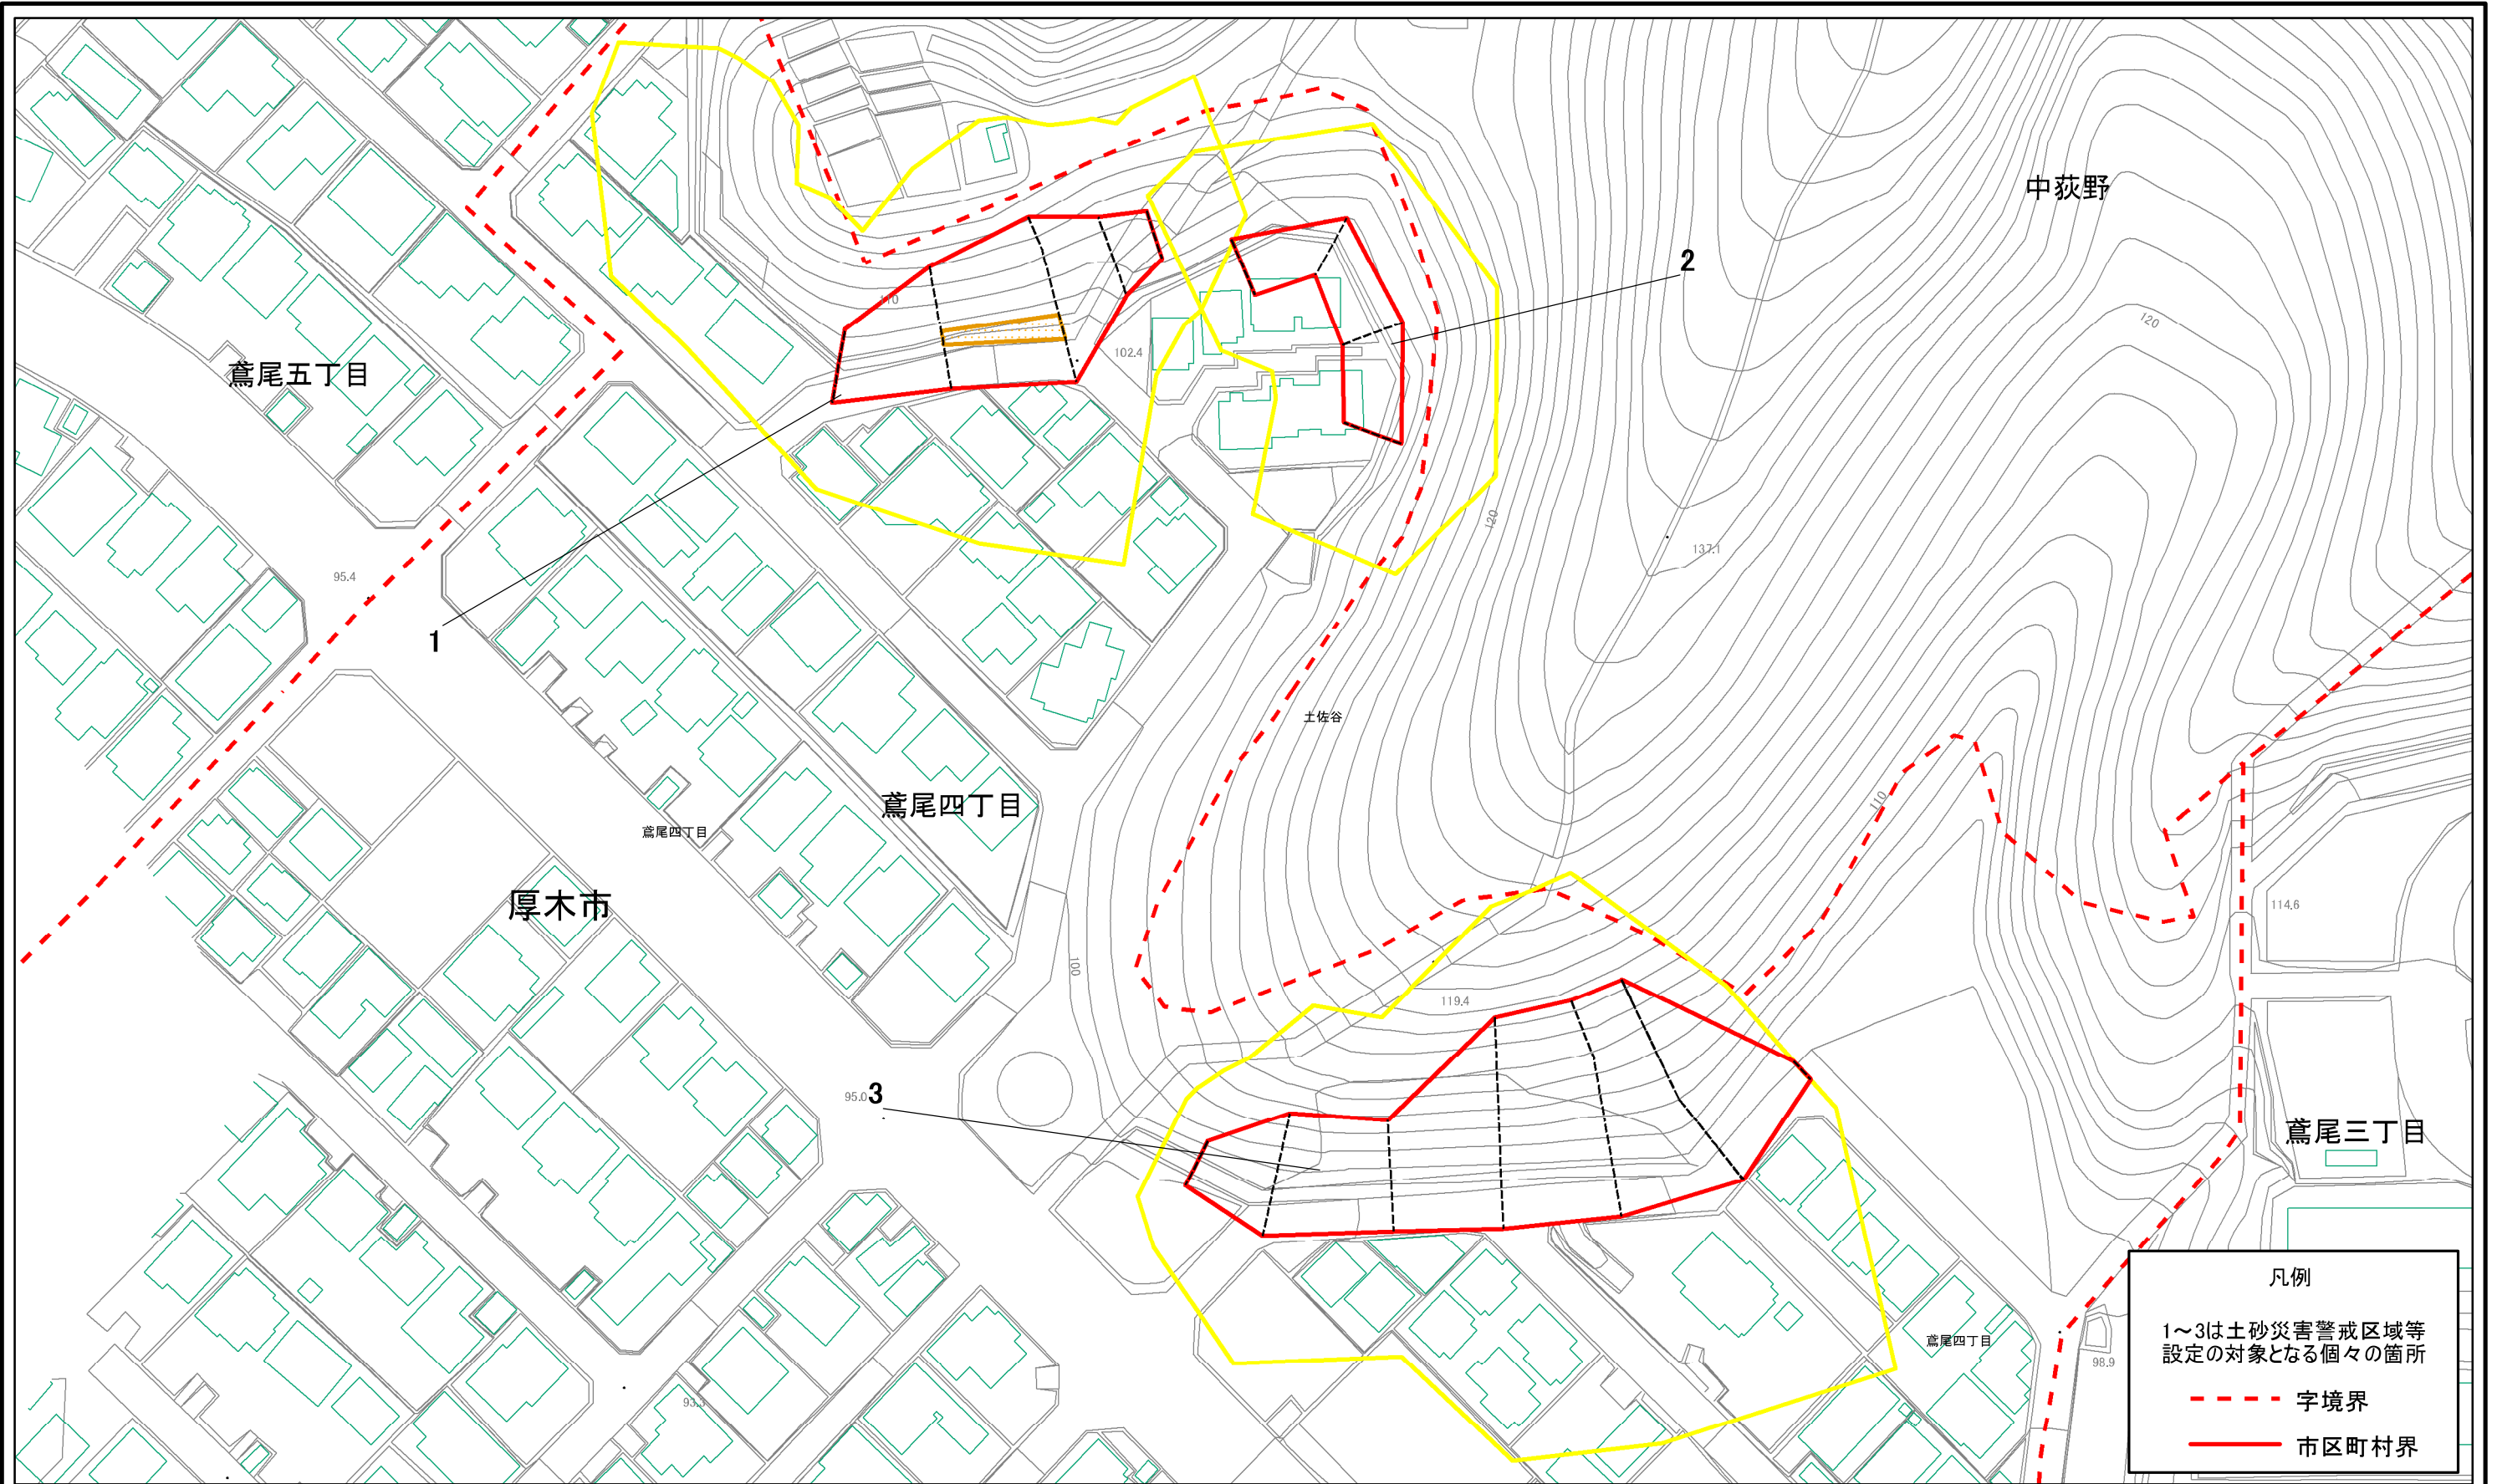 中荻野
110
2
鳶尾五丁目
102.4
120
120
137.1
95.4
1
土佐谷
鳶尾四丁目
110
鳶尾四丁目
厚木市
114.6
100
119.4
95.0
3
鳶尾三丁目
鳶尾四丁目
98.9
凡例
1～3は土砂災害警戒区域等
設定の対象となる個々の箇所
字境界
市区町村界